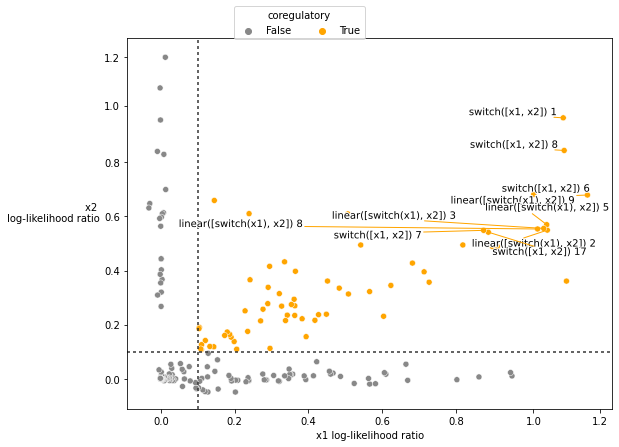 coregulatory
False True
1.2
1.0
switch([x1, x2]) 1
switch([x1, x2]) 8
0.8
switch([x1, x2]) 6
linear([switch(x1), x2]) 9
x2
log-likelihood ratio
linear([switch(x1), x2]) 5
0.6
linear([switch(x1), x2]) 3
linear([switch(x1), x2]) 8
switch([x1, x2]) 7
linear([switch(x1), x2]) 2
switch([x1, x2]) 17
0.4
0.2
0.0
0.0 0.2 0.4 0.6 0.8 1.0 1.2
x1 log-likelihood ratio